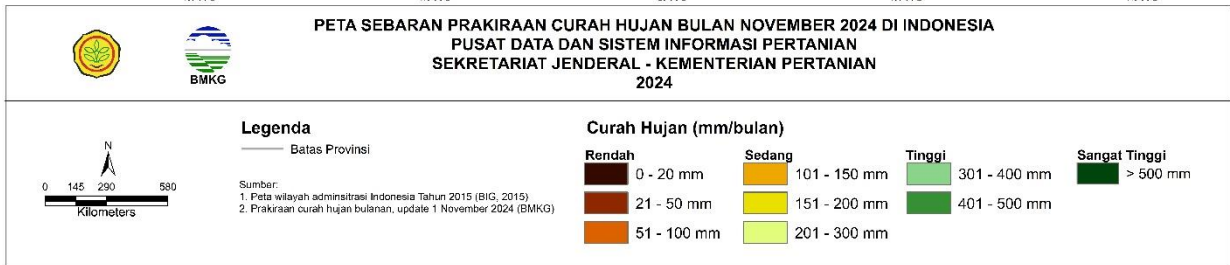 PETA SEBARAN PRAKIRAAN CURAH HUJAN BULAN NOVEMBER 2024 DI INDONESIA
PUSAT DATA DAN SISTEM INFORMASI PERTANIAN
SEKRETARIAT JENDERAL - KEMENTERIAN PERTANIAN
2024
BMKG
N
0 145 290 580
Kilometers
Legenda
Batas Provinsi
Sumber:
1. Peta wilayah adminsitrasi Indonesia Tahun 2015 (BIG, 2015)
2. Prakiraan curah hujan bulanan, update 1 November 2024 (BMKG)
Curah Hujan (mm/bulan)
Rendah
0 - 20 mm
21 - 50 mm
51 - 100 mm
Sedang
101 - 150 mm
151 - 200 mm
201 - 300 mm
Tinggi
301 - 400 mm
401 - 500 mm
Sangat Tinggi
> 500 mm